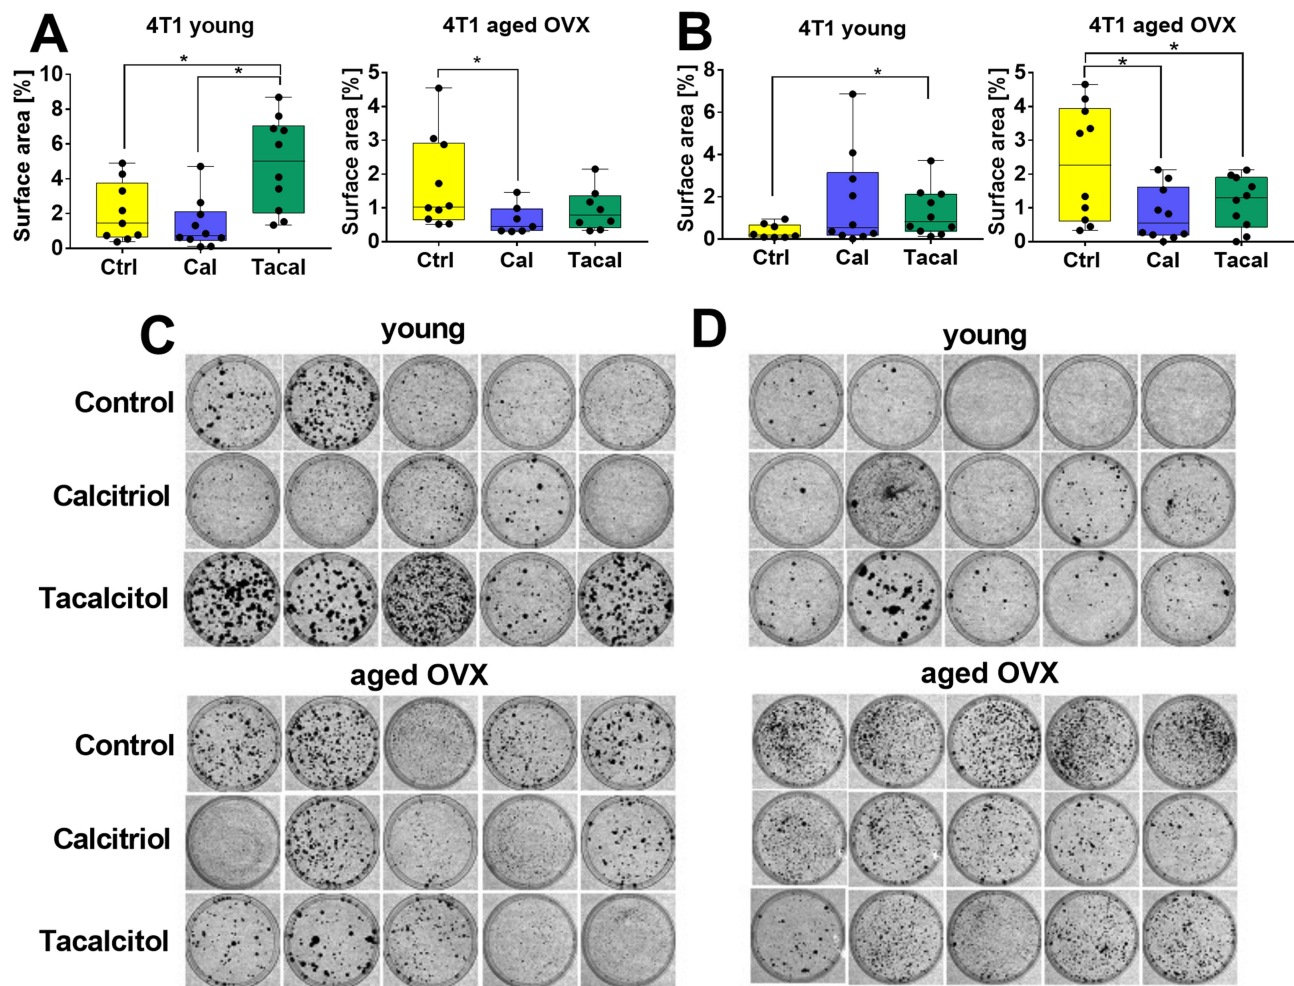 A
4T1 young
Surface area [%]
10
8
6
4
2
0
Ctrl
Cal
Tacal
*
*
4T1 aged OVX
Surface area [%]
5
4
3
2
1
0
Ctrl
Cal
Tacal
*
B
4T1 young
Surface area [%]
8
6
4
2
0
Ctrl
Cal
Tacal
*
4T1 aged OVX
Surface area [%]
5
4
3
2
1
0
Ctrl
Cal
Tacal
*
*
C
young
Control
Calcitriol
Tacalcitol
aged OVX
Control
Calcitriol
Tacalcitol
D
young
aged OVX